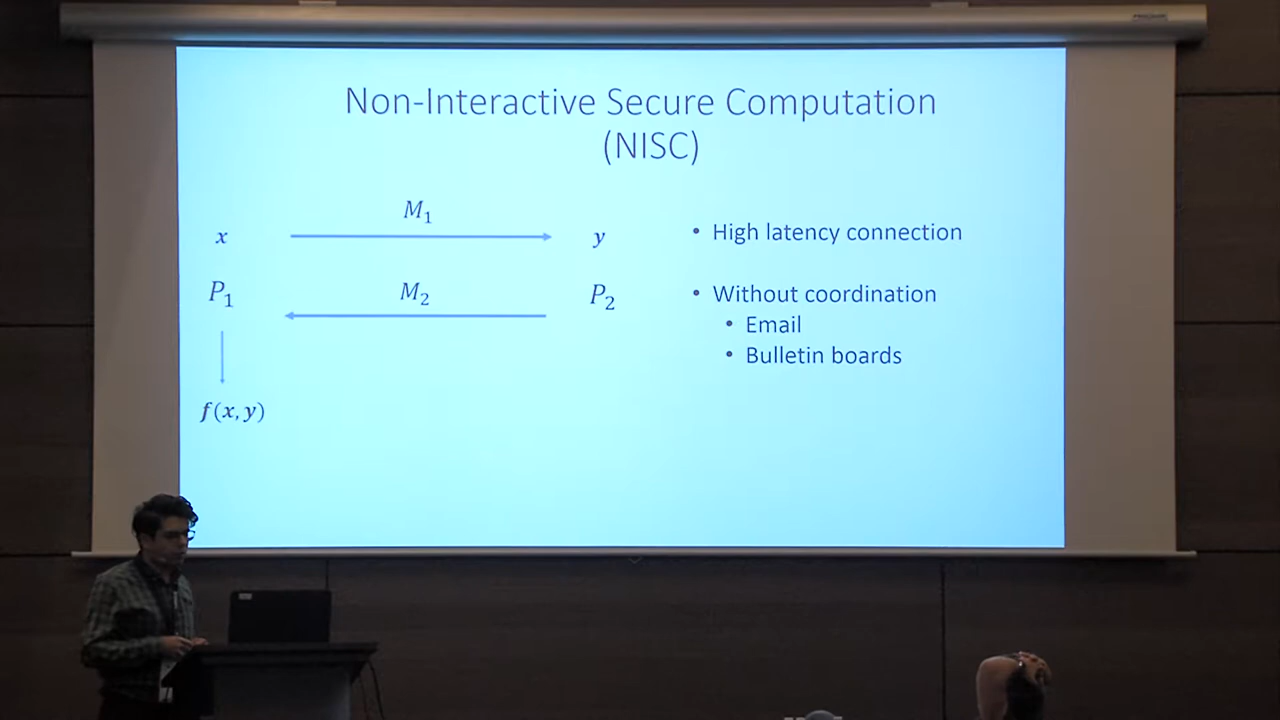 Non-Interactive Secure Computation
(NISC)
M₁
x
y
P₁
M₂
P₂
f(x, y)
• High latency connection
• Without coordination
• Email
• Bulletin boards